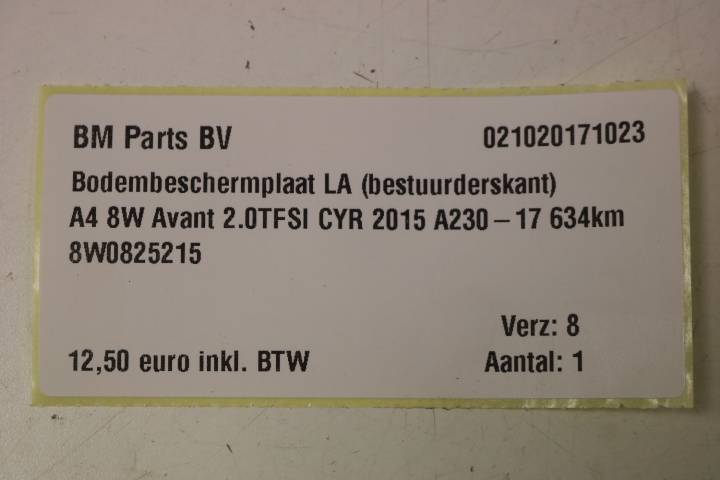 BM Parts BV 021020171023
Bodembeschermplaat LA (bestuurderskant)
A4 8W Avant 2.0TFSI CYR 2015 A230 – 17 634km
8W0825215
Verz: 8
12,50 euro inkl. BTW Aantal: 1